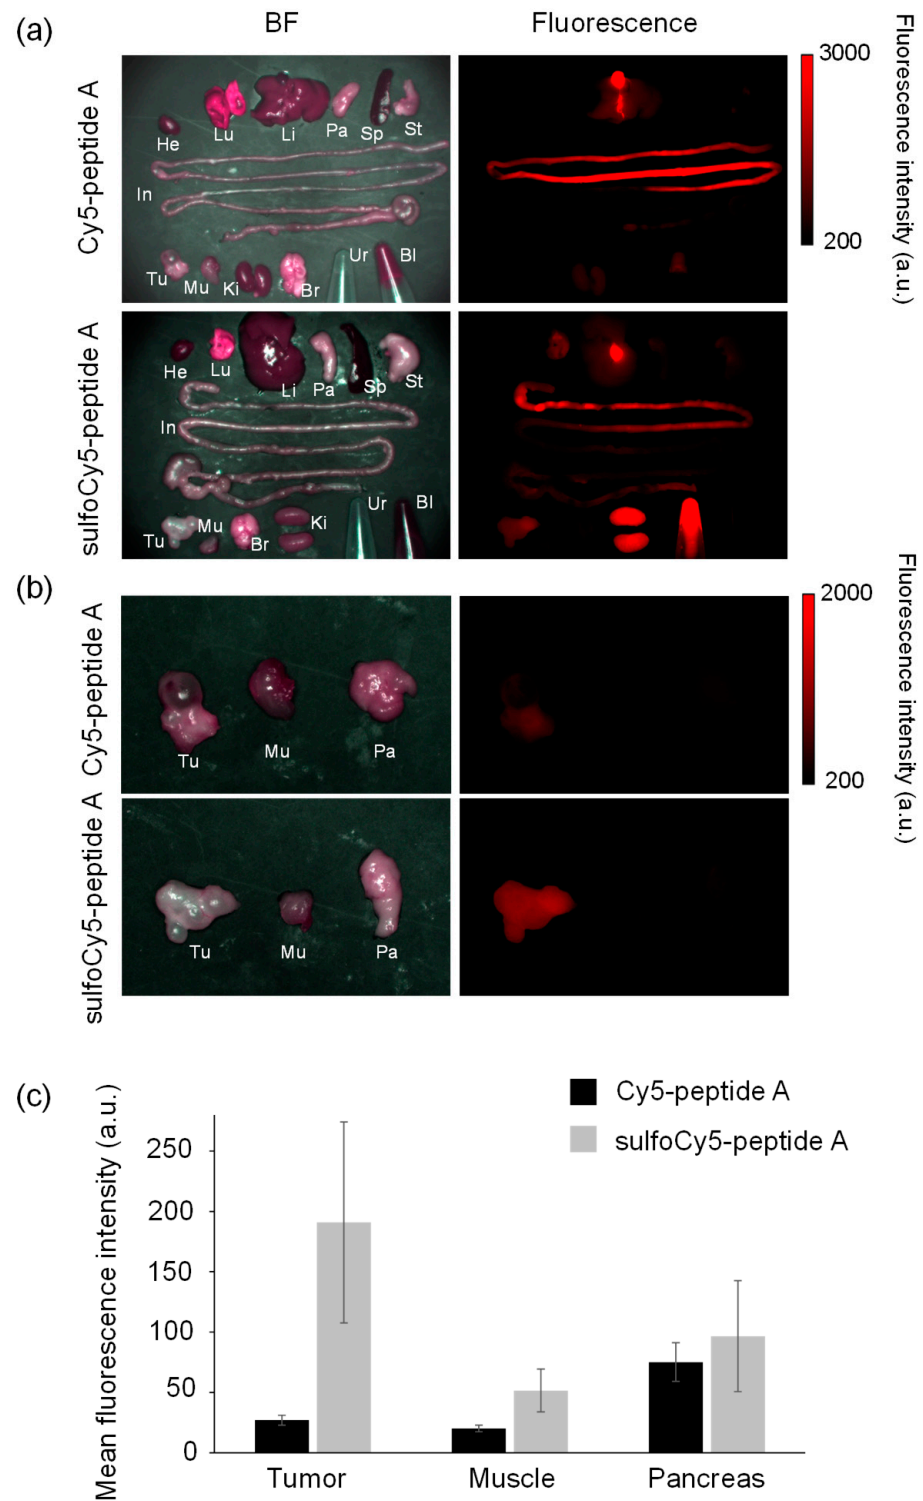 (a)
BF
Fluorescence
Cy5-peptide A
He
Lu
Li
Pa
Sp
St
In
Tu
Mu
Ki
Br
Ur
Bl
3000
200
Fluorescence intensity (a.u.)
sulfoCy5-peptide A
He
Lu
Li
Pa
Sp
St
In
Tu
Mu
Br
Ki
Ur
Bl
(b)
Cy5-peptide A
Tu
Mu
Pa
2000
200
Fluorescence intensity (a.u.)
sulfoCy5-peptide A
Tu
Mu
Pa
(c)
Cy5-peptide A
sulfoCy5-peptide A
Mean fluorescence intensity (a.u.)
250
200
150
100
50
0
Tumor
Muscle
Pancreas